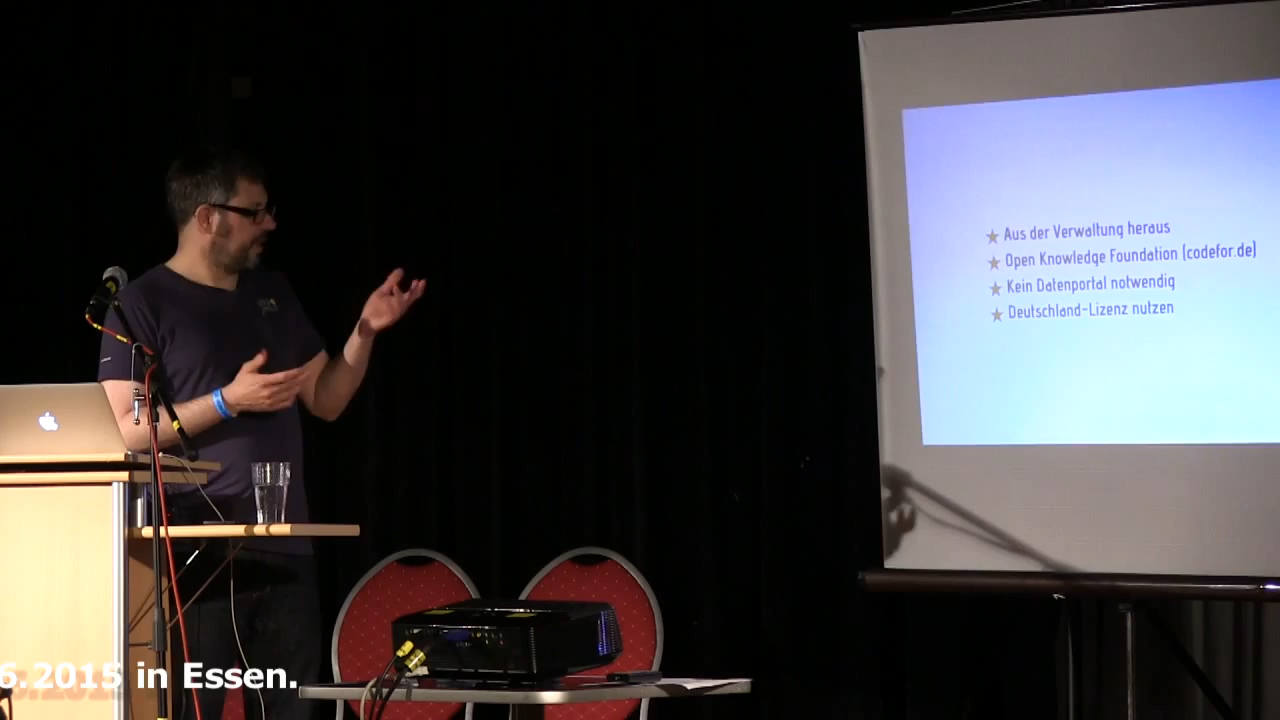 Aus der Verwaltung heraus
Open Knowledge Foundation (codefor.de)
Kein Datenportal notwendig
Deutschland-Lizenz nutzen
6.2015 in Essen.